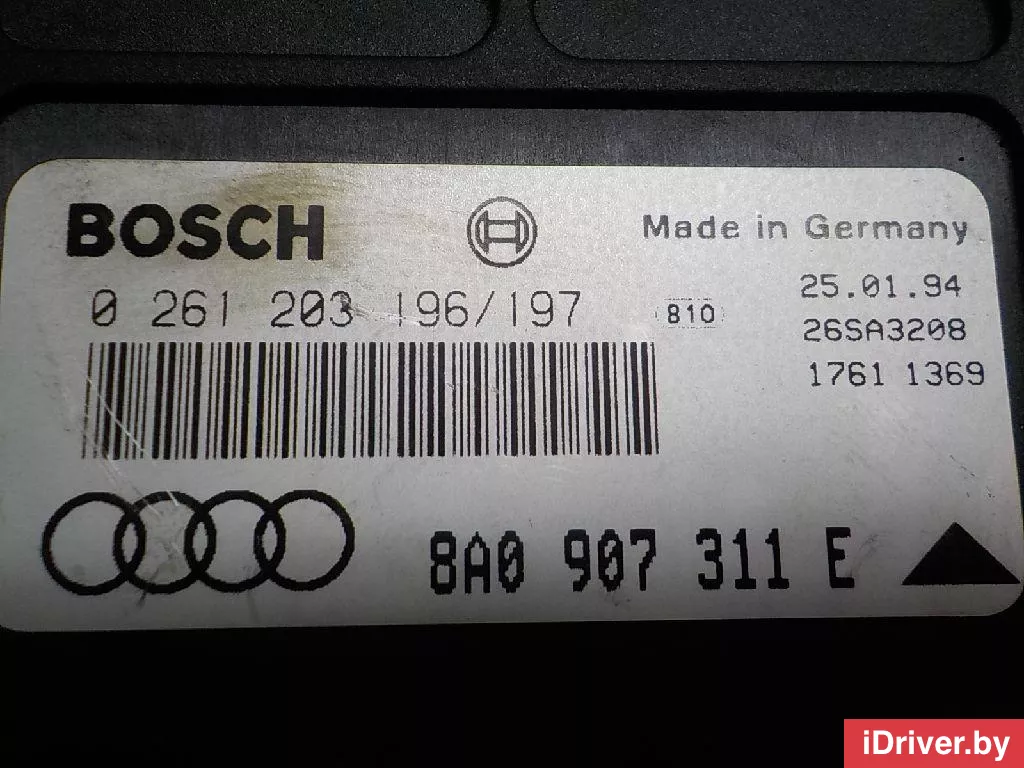 BOSCH
Made in Germany
0 261 203 196/197
810
25.01.94
26SA3208
1761 1369
8A0 907 311 E
iDriver.by